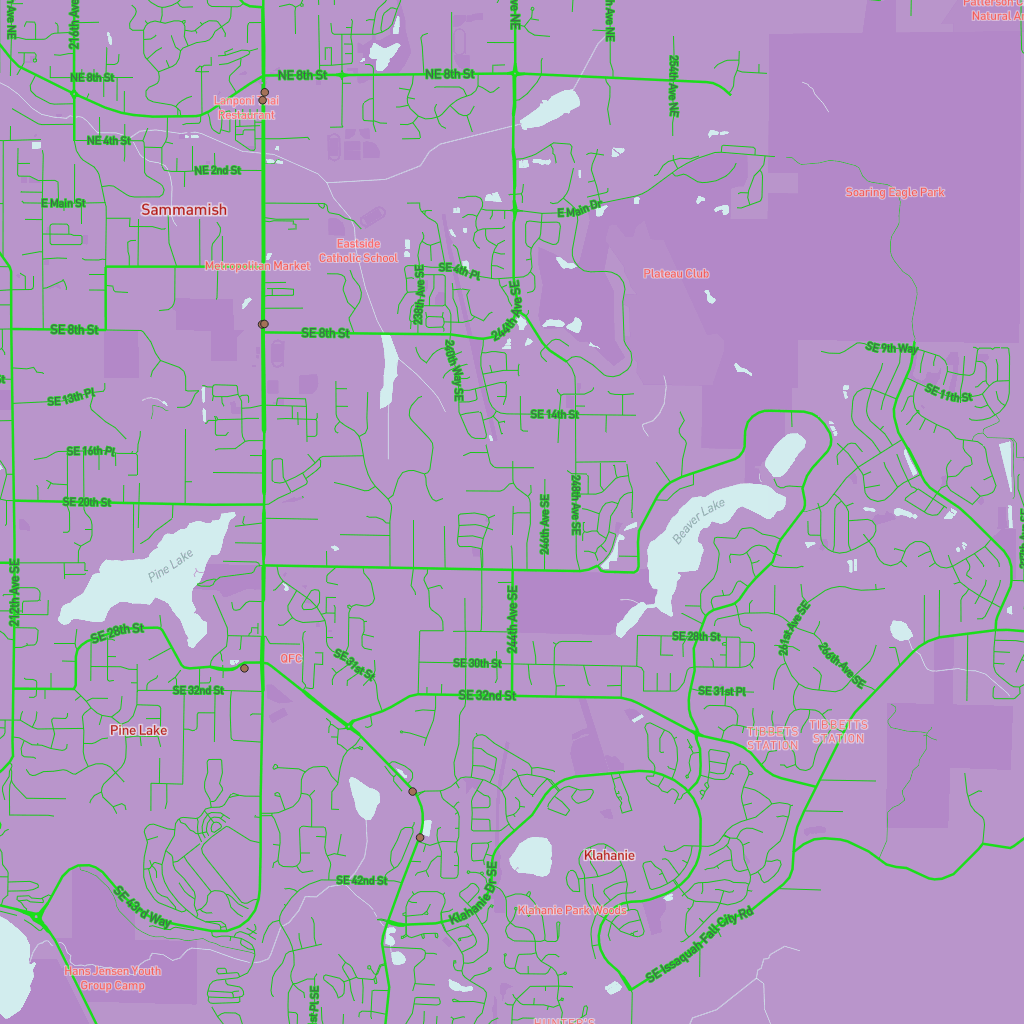 216th Ave
NE 8th St
NE 8th St
NE 8th St
254th Ave NE
Patterson C
Natural Ar
Restaurant
NE 4th St
NE 2nd St
E Main St
Sammamish
E Main Dr
Soaring Eagle Park
Eastside
Catholic School
Metropolitan Market
238th Ave SE
SE 4th Pl
Plateau Club
244th Ave SE
SE 8th St
SE 8th St
240th Way SE
SE 9th Way
SE 11th St
SE 13th Pl
SE 14th St
SE 16th Pl
SE 20th St
246th Ave SE
248th Ave SE
Beaver Lake
Pine Lake
212th Ave SE
244th Ave SE
SE 28th St
SE 28th St
261st Ave SE
266th Ave SE
QFC
SE 31st St
SE 30th St
SE 32nd St
SE 32nd St
SE 31st Pl
Pine Lake
TIBBETS
STATION
TIBBETTS
STATION
Klahanie
SE 42nd St
Klahanie Dr SE
SE 43rd Way
Klahanie Park Woods
SE Issaquah Fall City Rd
Hans Jensen Youth
Group Camp
st Pl SE